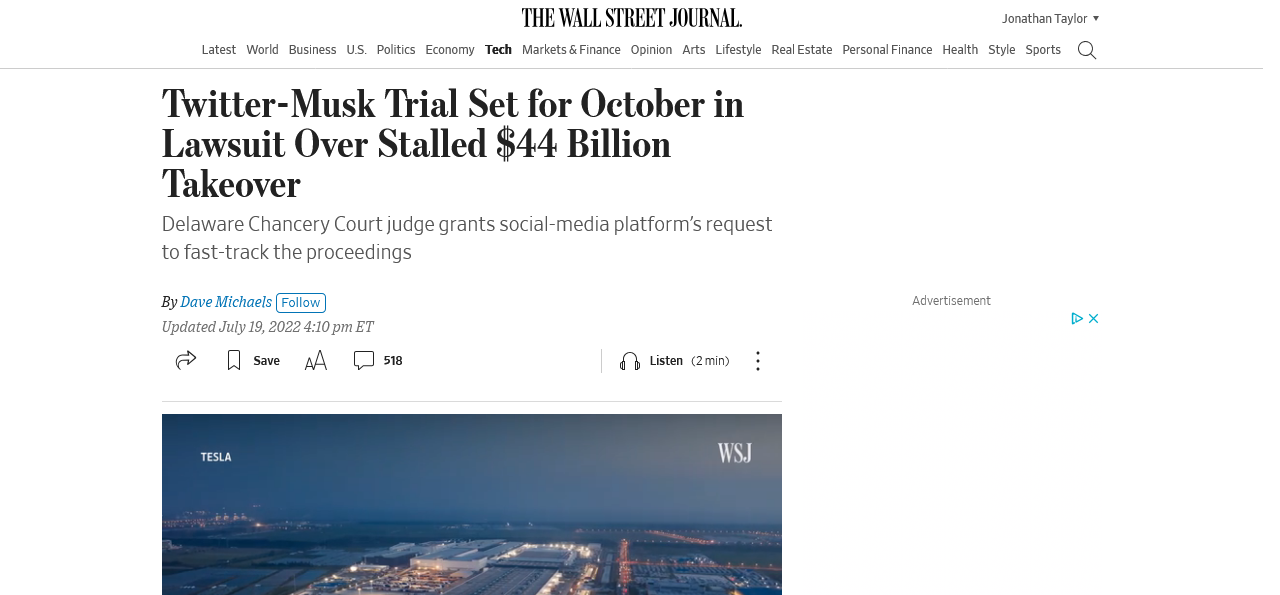 THE WALL STREET JOURNAL.
Jonathan Taylor
Latest World Business U.S. Politics Economy Tech Markets & Finance Opinion Arts Lifestyle Real Estate Personal Finance Health Style Sports
Twitter-Musk Trial Set for October in
Lawsuit Over Stalled $44 Billion
Takeover
Delaware Chancery Court judge grants social-media platform’s request
to fast-track the proceedings
By Dave Michaels Follow
Advertisement
Updated July 19, 2022 4:10 pm ET
Save AA 518 Listen (2 min)
TESLA WSJ